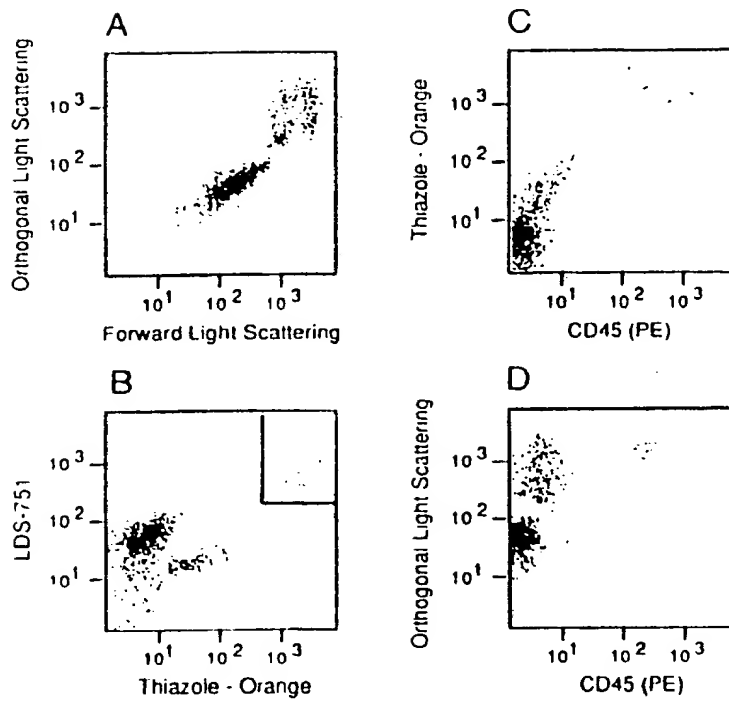 A
Orthogonal Light Scattering
10³
10²
10¹
10¹ 10² 10³
Forward Light Scattering
B
LDS-751
10³
10²
10¹
10¹ 10² 10³
Thiazole - Orange
C
Thiazole - Orange
10³
10²
10¹
10¹ 10² 10³
CD45 (PE)
D
Orthogonal Light Scattering
10³
10²
10¹
10¹ 10² 10³
CD45 (PE)